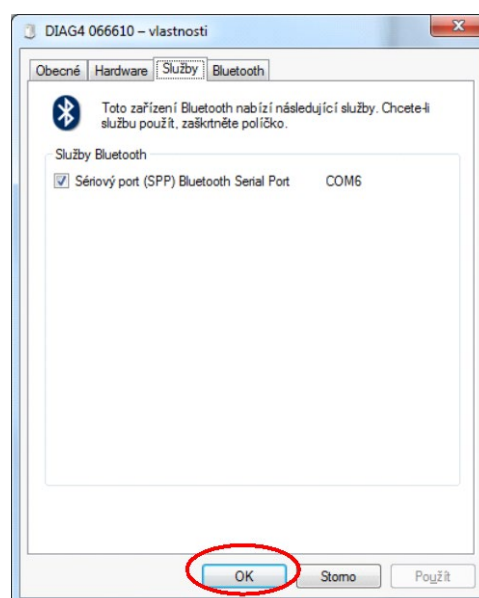 DIAG4 066610 – vlastnosti
Obecné Hardware Služby Bluetooth
Toto zařízení Bluetooth nabízí následující služby. Chcete-li
službu použít, zaškrtněte políčko.
Služby Bluetooth
Sériový port (SPP) Bluetooth Serial Port COM6
OK Storno Použít